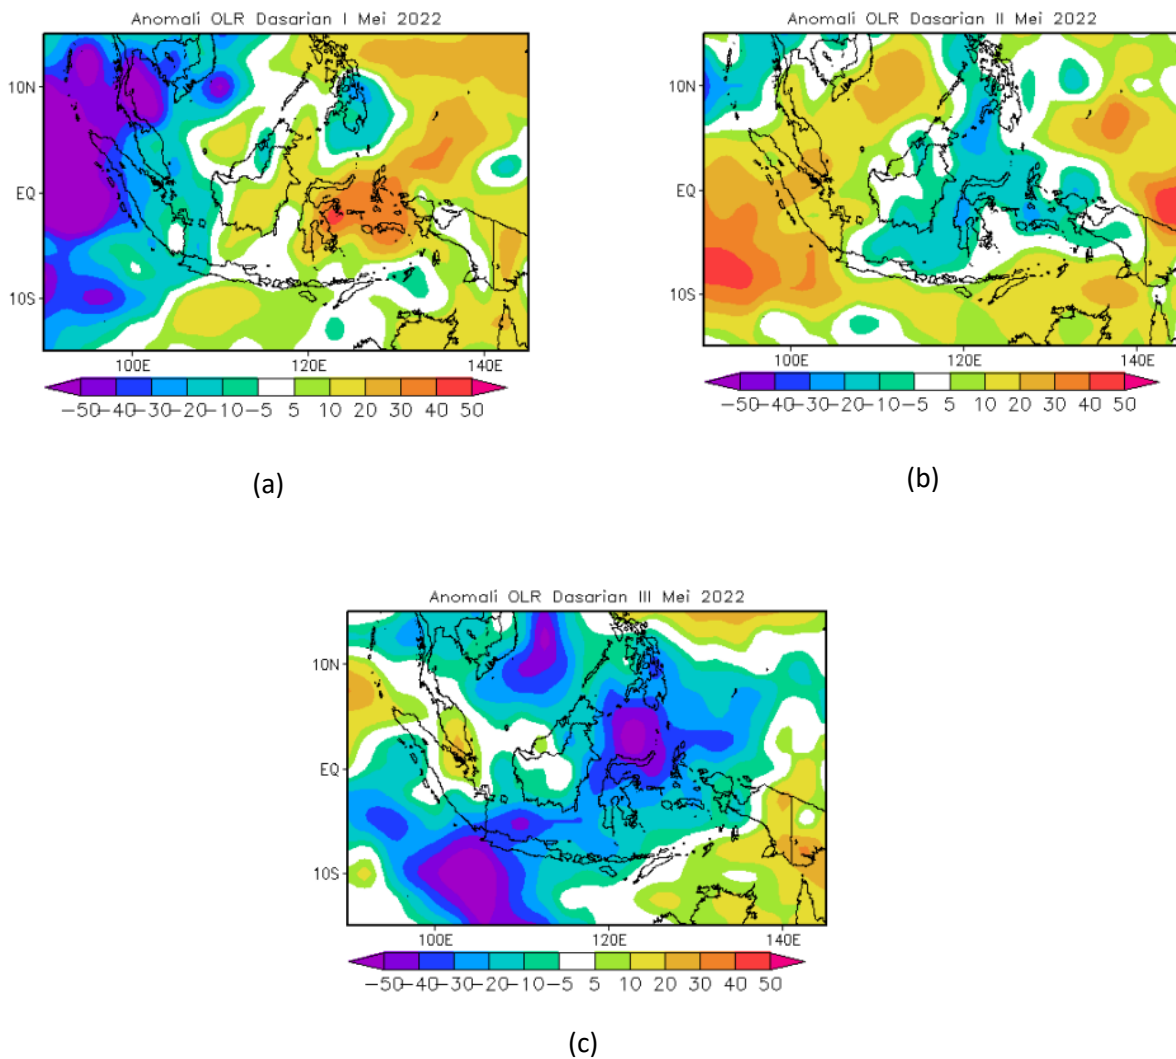 Anomali OLR Dasarian I Mei 2022
10N
EQ
10S
100E 120E 140E
−50−40−30−20−10 −5 5 10 20 30 40 50
(a)
Anomali OLR Dasarian II Mei 2022
10N
EQ
10S
100E 120E 140E
−50−40−30−20−10 −5 5 10 20 30 40 50
(b)
Anomali OLR Dasarian III Mei 2022
10N
EQ
10S
100E 120E 140E
−50−40−30−20−10 −5 5 10 20 30 40 50
(c)